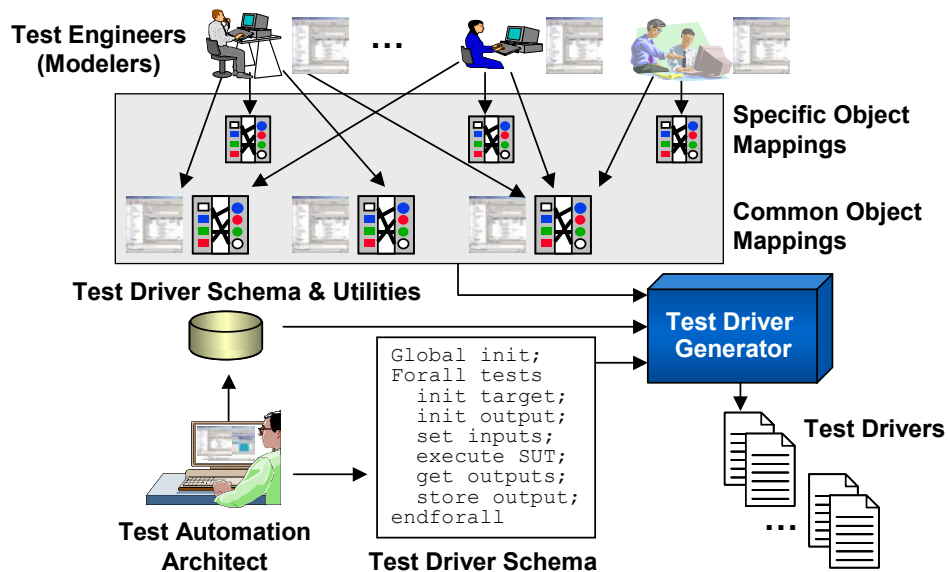 Test Engineers
(Modelers)
...
Specific Object
Mappings
Common Object
Mappings
Test Driver Schema & Utilities
Test Driver
Generator
Global init;
Forall tests
init target;
init output;
set inputs;
execute SUT;
get outputs;
store output;
endforall
Test Drivers
...
Test Automation
Architect
Test Driver Schema